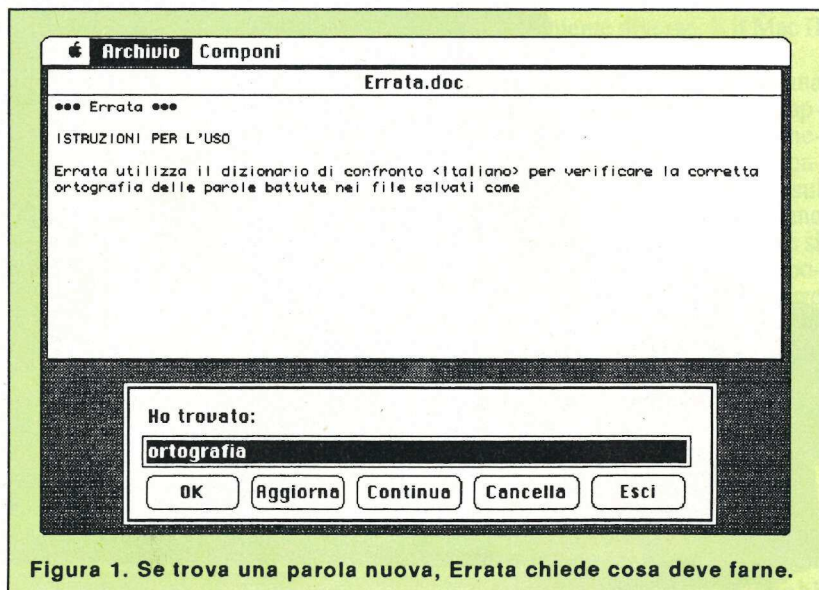 Archivio Componi
Errata.doc
●●● Errata ●●●
ISTRUZIONI PER L'USO
Errata utilizza il dizionario di confronto <Italiano> per verificare la corretta
ortografia delle parole battute nei file salvati come
Ho trovato:
ortografia
OK Aggiorna Continua Cancella Esci
Figura 1. Se trova una parola nuova, Errata chiede cosa deve farne.